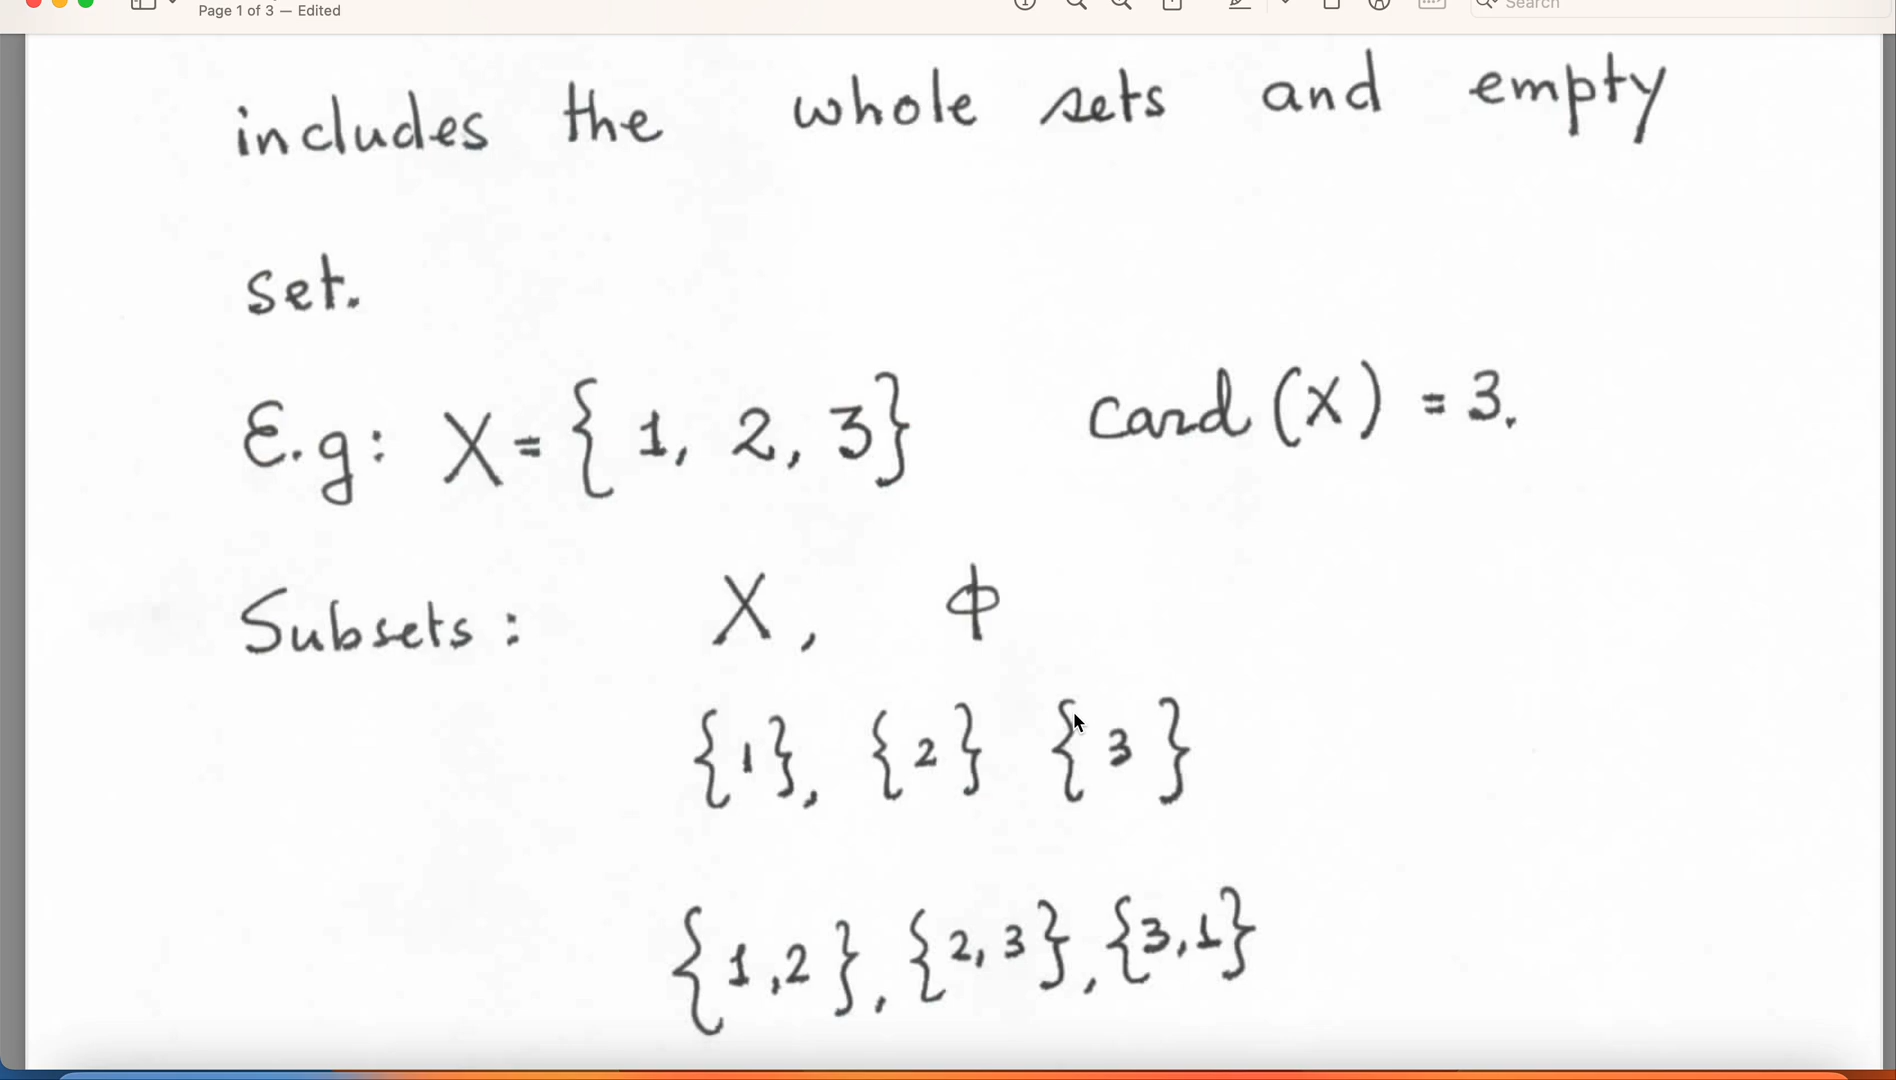 Page 1 of 3 — Edited
Search
includes the whole sets and empty
set.
E.g: X = { 1, 2, 3} card (X) = 3.
Subsets : X, ϕ
{1}, {2} {3}
{1,2}, {2,3}, {3,1}